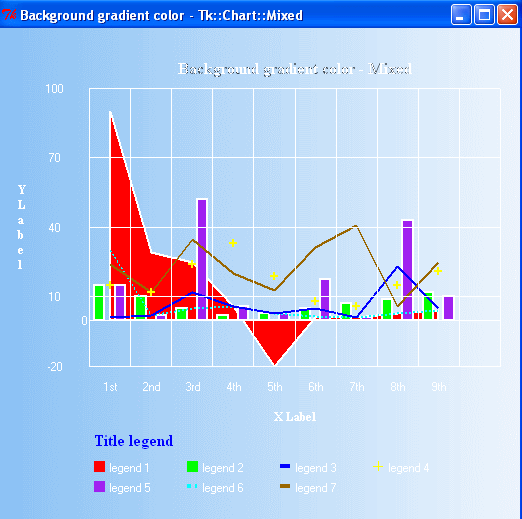 Tk Background gradient color - Tk::Chart::Mixed
Background gradient color - Mixed
100
70
40
10
0
-20
Y Label
1st 2nd 3rd 4th 5th 6th 7th 8th 9th
X Label
Title legend
legend 1 legend 2 legend 3 legend 4
legend 5 legend 6 legend 7